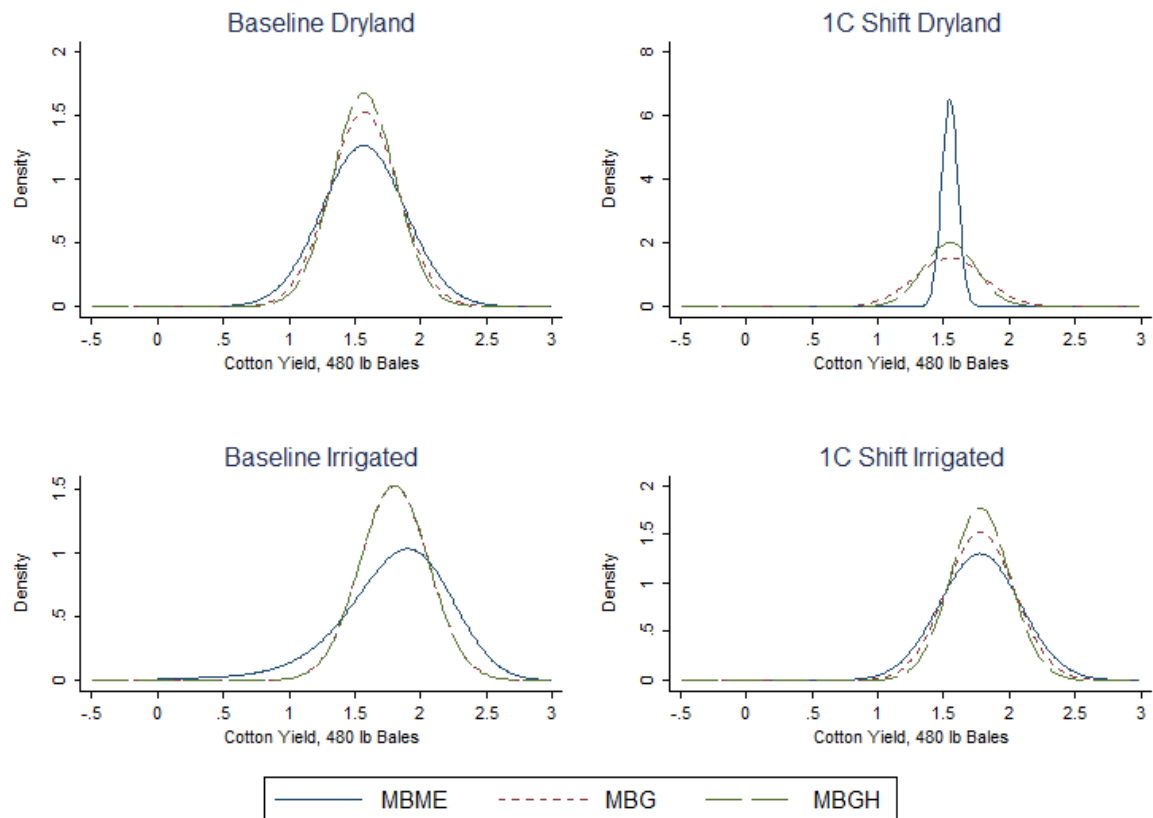 Baseline Dryland
Density
0 .5 1 1.5 2
-.5 0 .5 1 1.5 2 2.5 3
Cotton Yield, 480 lb Bales
1C Shift Dryland
Density
0 2 4 6 8
-.5 0 .5 1 1.5 2 2.5 3
Cotton Yield, 480 lb Bales
Baseline Irrigated
Density
0 .5 1 1.5
-.5 0 .5 1 1.5 2 2.5 3
Cotton Yield, 480 lb Bales
1C Shift Irrigated
Density
0 .5 1 1.5 2
-.5 0 .5 1 1.5 2 2.5 3
Cotton Yield, 480 lb Bales
MBME MBG MBGH